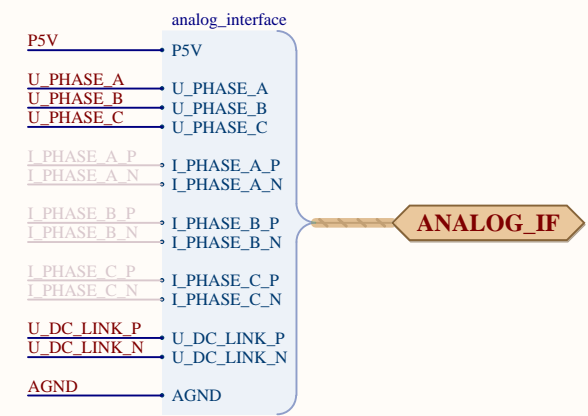 analog_interface
P5V P5V
U_PHASE_A U_PHASE_A
U_PHASE_B U_PHASE_B
U_PHASE_C U_PHASE_C
I_PHASE_A_P I_PHASE_A_P
I_PHASE_A_N I_PHASE_A_N
I_PHASE_B_P I_PHASE_B_P
ANALOG_IF
I_PHASE_B_N I_PHASE_B_N
I_PHASE_C_P I_PHASE_C_P
I_PHASE_C_N I_PHASE_C_N
U_DC_LINK_P U_DC_LINK_P
U_DC_LINK_N U_DC_LINK_N
AGND AGND